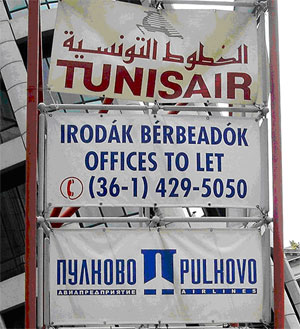 الخطوط التونسية
TUNISAIR
IRODÁK BÉRBEADÓK
OFFICES TO LET
(36-1) 429-5050
ПУЛКОВО PULKOVO
АВИАПРЕДПРИЯТИЕ AIRLINES